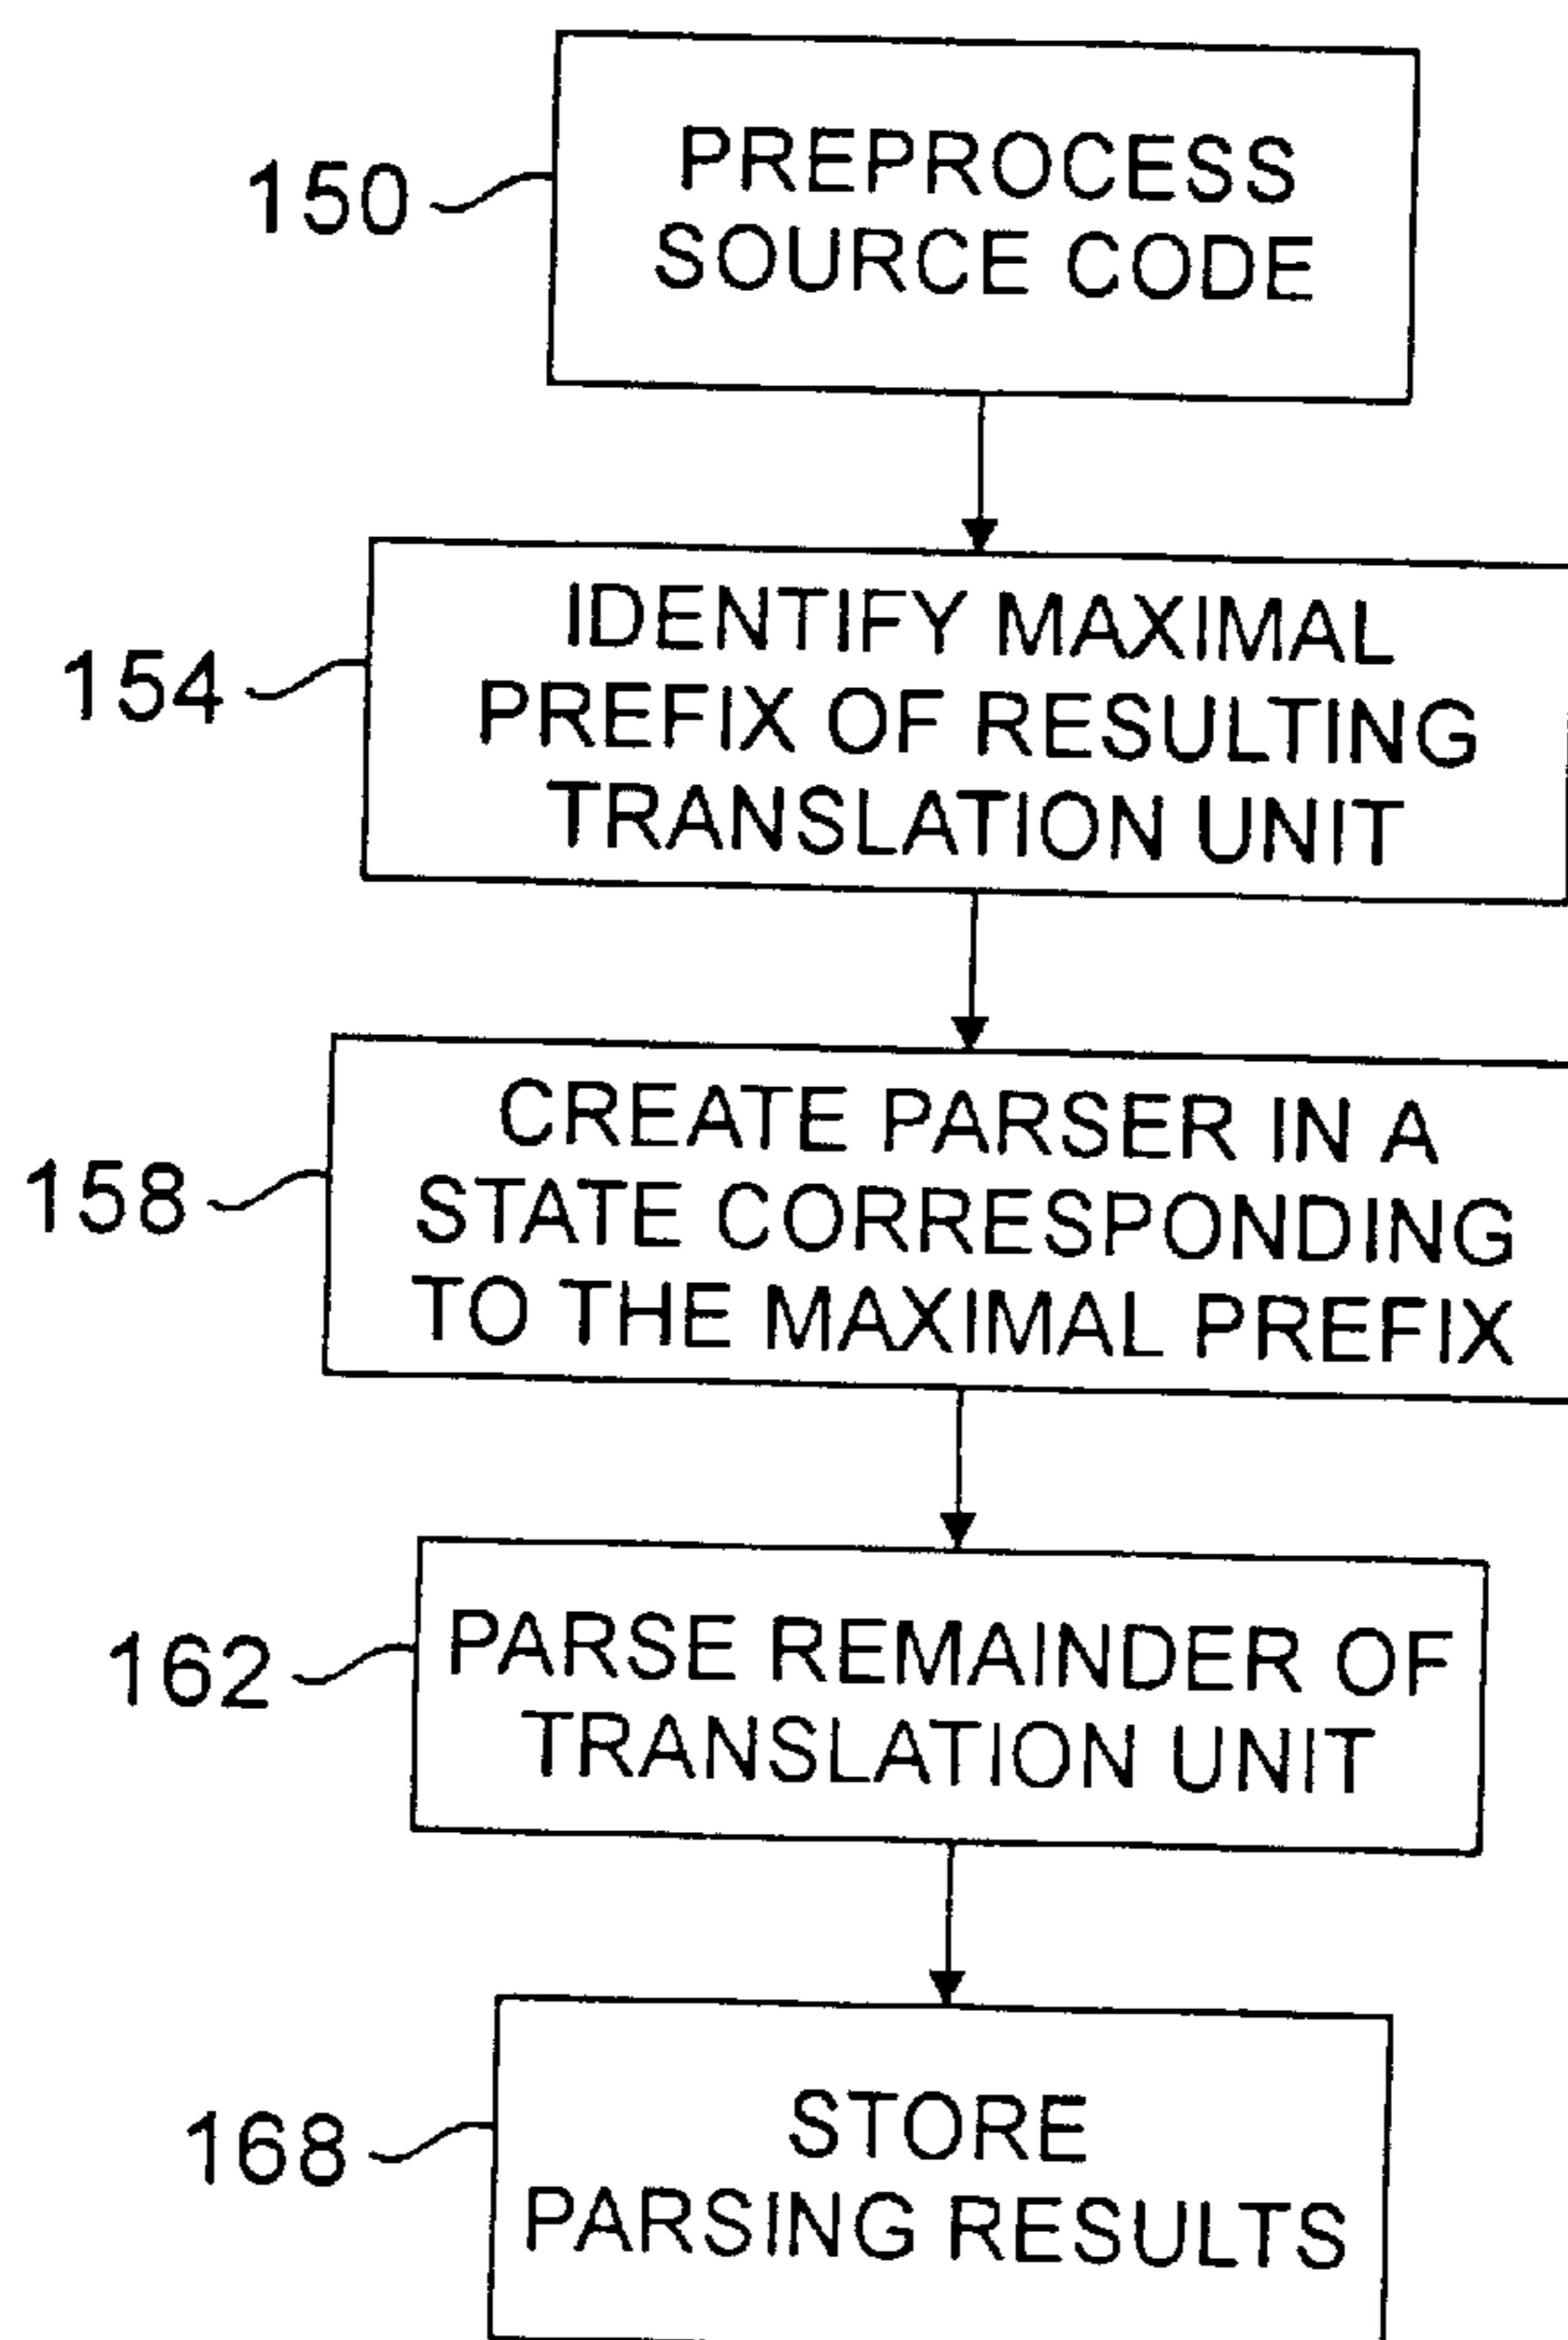 150
PREPROCESS
SOURCE CODE
154
IDENTIFY MAXIMAL
PREFIX OF RESULTING
TRANSLATION UNIT
158
CREATE PARSER IN A
STATE CORRESPONDING
TO THE MAXIMAL PREFIX
162
PARSE REMAINDER OF
TRANSLATION UNIT
168
STORE
PARSING RESULTS